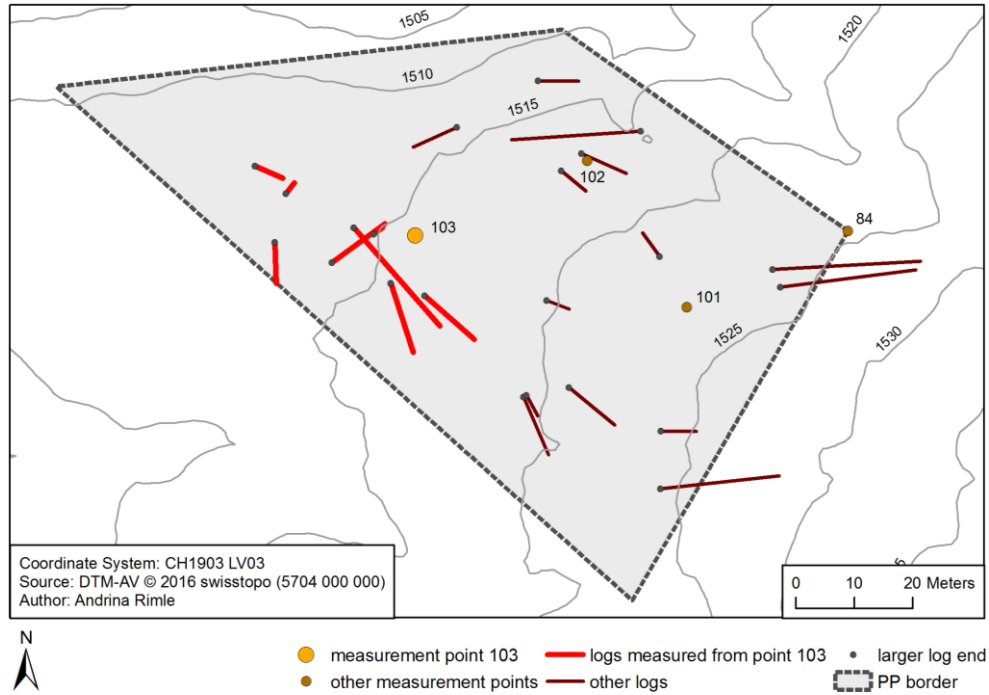 1505
1520
1510
1515
102
84
103
101
1525
1530
Coordinate System: CH1903 LV03
Source: DTM-AV © 2016 swisstopo (5704 000 000)
Author: Andrina Rimle
0 10 20 Meters
N
measurement point 103
logs measured from point 103
larger log end
other measurement points
other logs
PP border